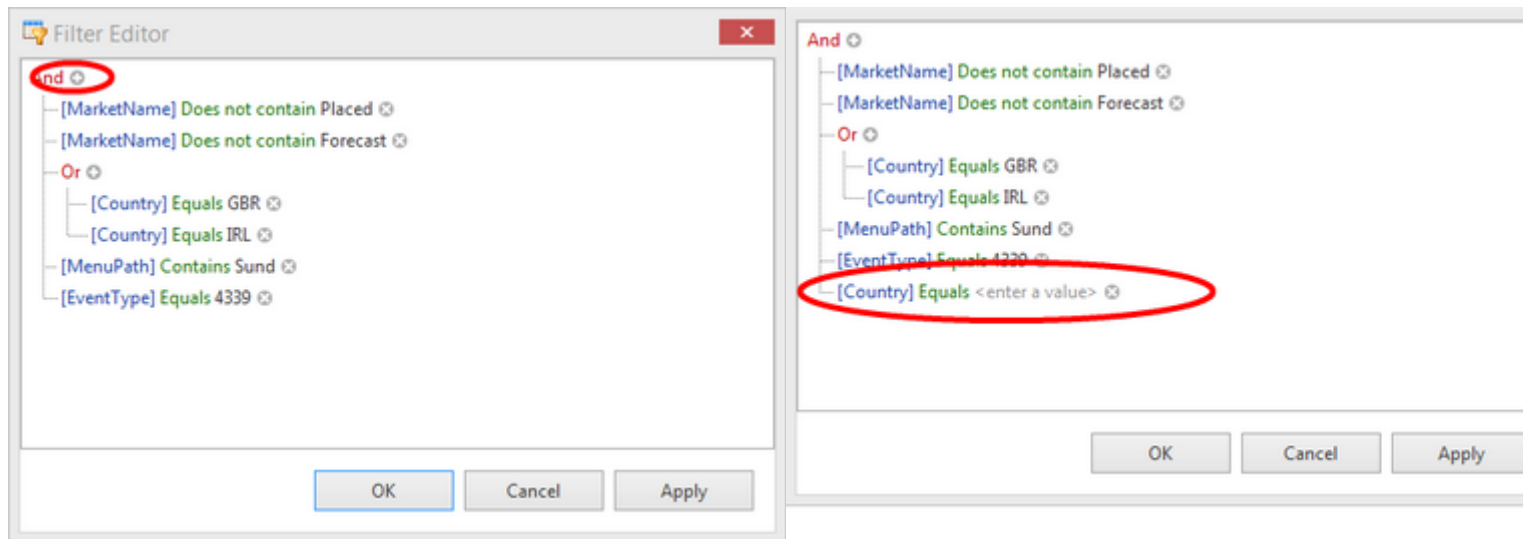 Filter Editor
And
[MarketName] Does not contain Placed
[MarketName] Does not contain Forecast
Or
[Country] Equals GBR
[Country] Equals IRL
[MenuPath] Contains Sund
[EventType] Equals 4339
OK Cancel Apply
And
[MarketName] Does not contain Placed
[MarketName] Does not contain Forecast
Or
[Country] Equals GBR
[Country] Equals IRL
[MenuPath] Contains Sund
[EventType] Equals 4339
[Country] Equals <enter a value>
OK Cancel Apply